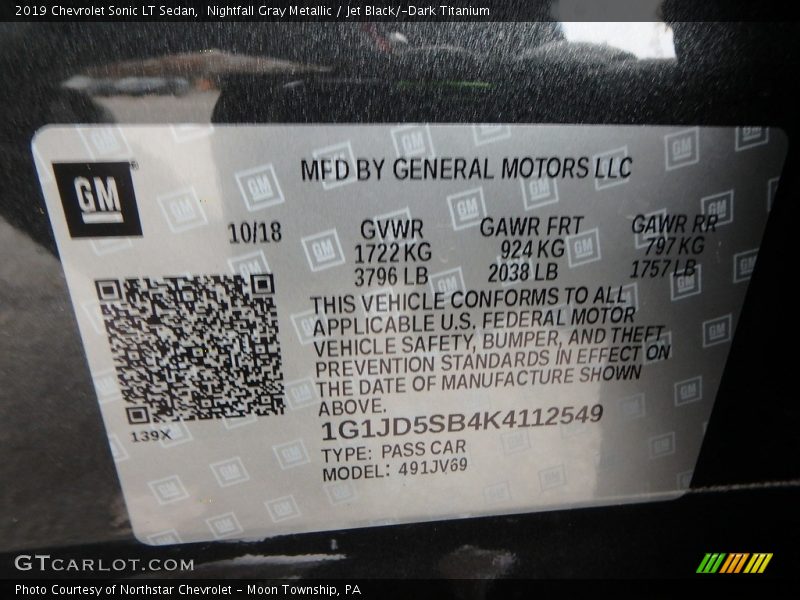 2019 Chevrolet Sonic LT Sedan,  Nightfall Gray Metallic / Jet Black/­Dark Titanium
MFD BY GENERAL MOTORS LLC
GM
10/18
GVWR GAWR FRT GAWR RR
1722 KG 924 KG 797 KG
3796 LB 2038 LB 1757 LB
THIS VEHICLE CONFORMS TO ALL
APPLICABLE U.S. FEDERAL MOTOR
VEHICLE SAFETY, BUMPER, AND THEFT
PREVENTION STANDARDS IN EFFECT ON
THE DATE OF MANUFACTURE SHOWN
ABOVE.
139X
1G1JD5SB4K4112549
TYPE: PASS CAR
MODEL: 491JV69
GTCARLOT.COM
Photo Courtesy of Northstar Chevrolet - Moon Township, PA